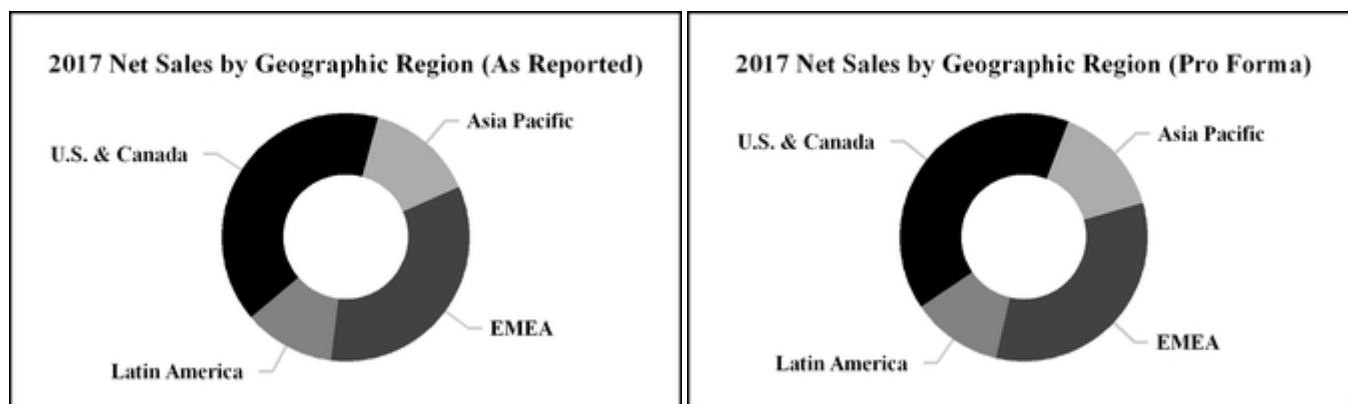 2017 Net Sales by Geographic Region (As Reported)
Asia Pacific
U.S. & Canada
EMEA
Latin America
2017 Net Sales by Geographic Region (Pro Forma)
Asia Pacific
U.S. & Canada
EMEA
Latin America